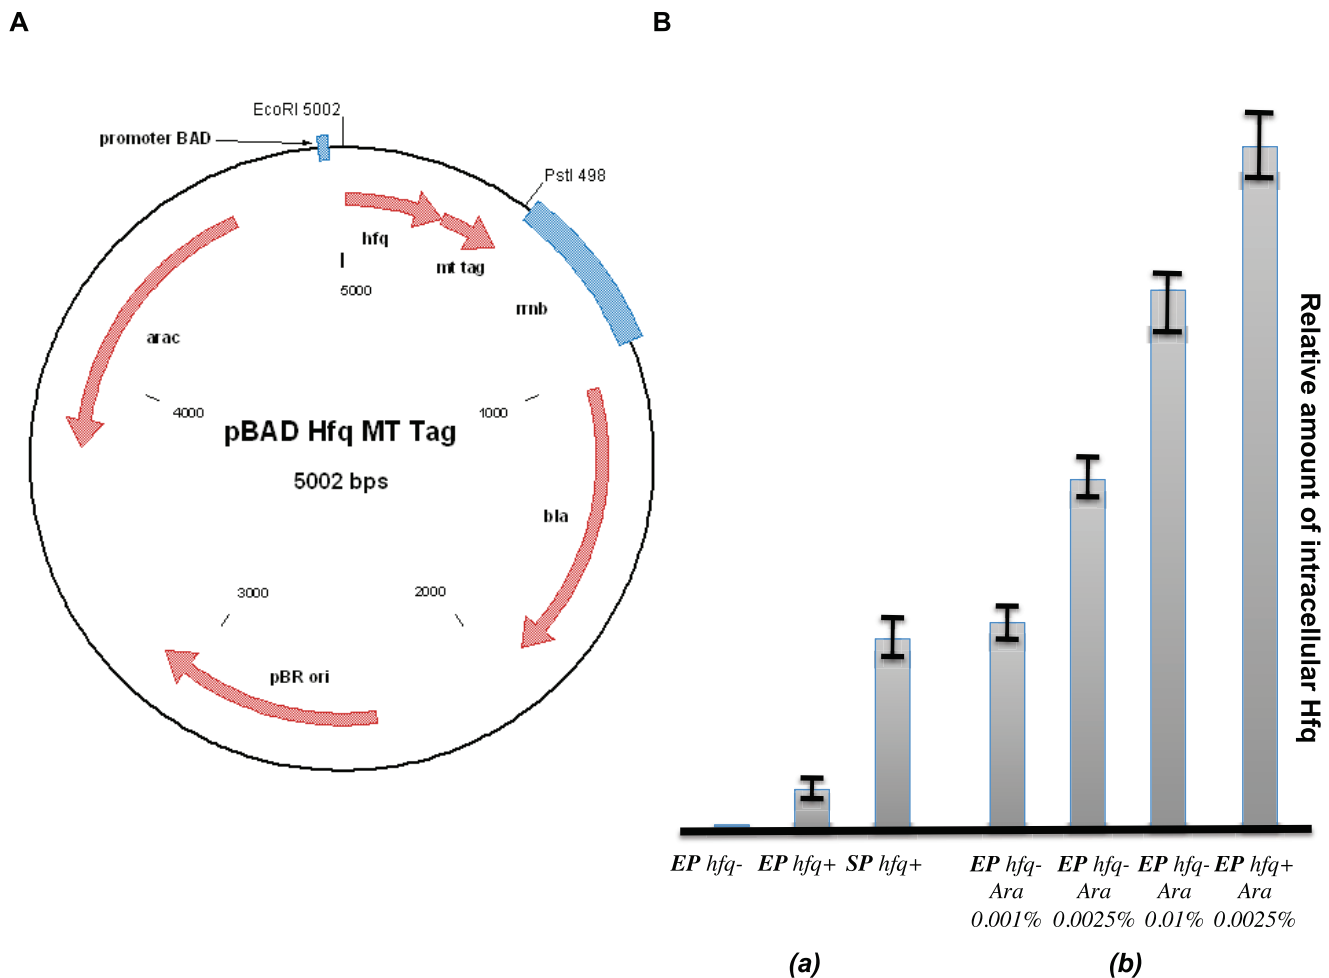 A
B
EcoRI 5002
promoter BAD
PstI 498
hfq
mt tag
5000
rrnb
arac
4000
1000
pBAD Hfq MT Tag
5002 bps
bla
3000
2000
pBR ori
Relative amount of intracellular Hfq
EP hfq- EP hfq+ SP hfq+ EP hfq- EP hfq- EP hfq- EP hfq+
Ara Ara Ara Ara
0.001% 0.0025% 0.01% 0.0025%
(a) (b)